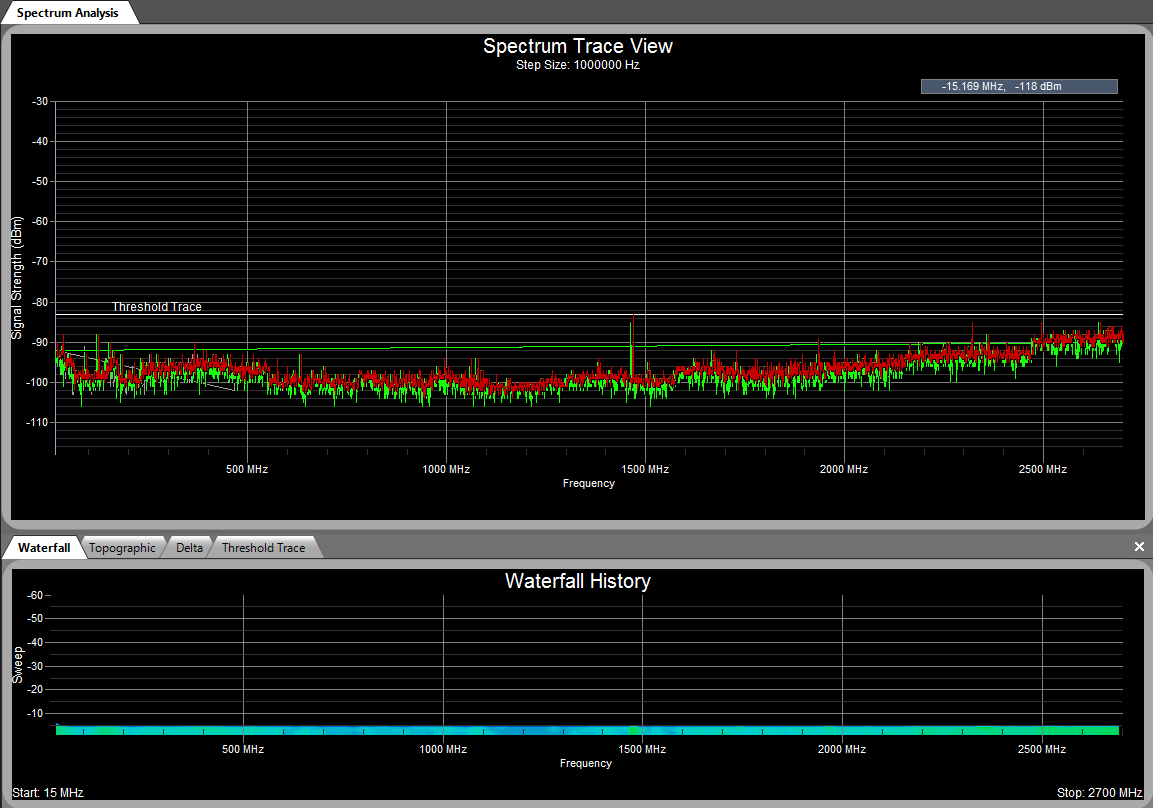 Spectrum Analysis
Spectrum Trace View
Step Size: 1000000 Hz
-15.169 MHz, -118 dBm
-30
-40
-50
-60
-70
-80
-90
-100
-110
Signal Strength (dBm)
Threshold Trace
500 MHz
1000 MHz
1500 MHz
2000 MHz
2500 MHz
Frequency
Waterfall
Topographic
Delta
Threshold Trace
Waterfall History
-60
-50
-40
-30
-20
-10
Sweep
500 MHz
1000 MHz
1500 MHz
2000 MHz
2500 MHz
Frequency
Start: 15 MHz
Stop: 2700 MHz